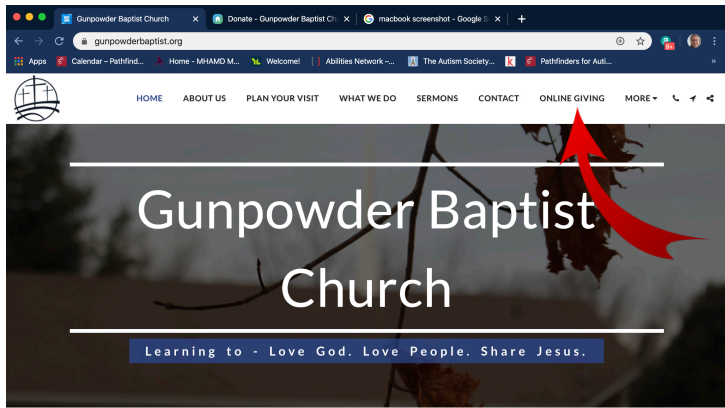 Gunpowder Baptist Church
Donate - Gunpowder Baptist Ch
macbook screenshot - Google S
gunpowderbaptist.org
9+
Apps
Calendar – Pathfind...
Home - MHAMD M...
Welcome!
Abilities Network –...
The Autism Society...
k
Pathfinders for Auti...
»
HOME ABOUT US PLAN YOUR VISIT WHAT WE DO SERMONS CONTACT ONLINE GIVING MORE
Gunpowder Baptist
Church
Learning to - Love God. Love People. Share Jesus.